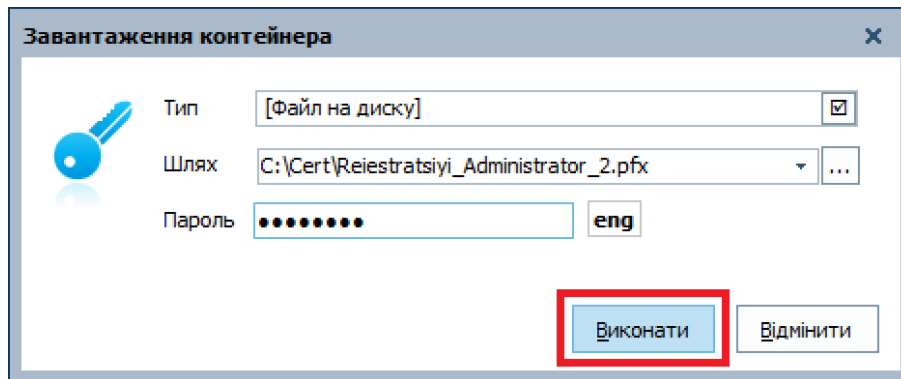 Завантаження контейнера
Тип [Файл на диску]
Шлях C:\Cert\Reiestratsiyi_Administrator_2.pfx ...
Пароль ●●●●●●●● eng
Виконати Відмінити